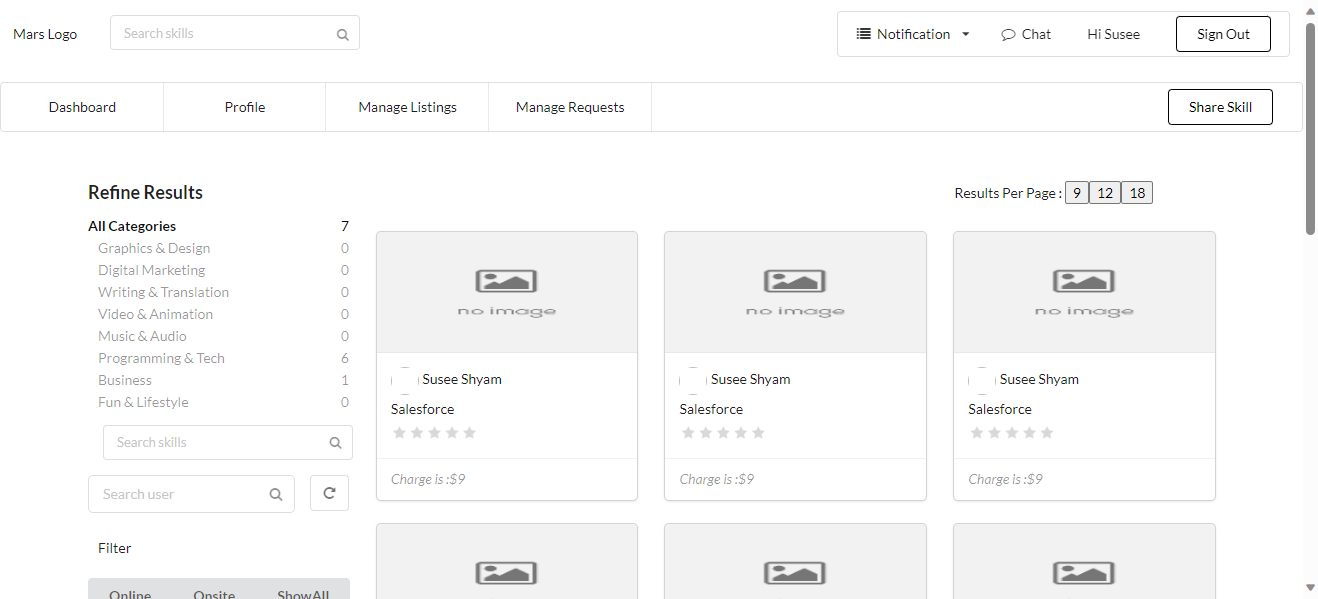 Mars Logo
Search skills
Notification
Chat
Hi Susee
Sign Out
Dashboard
Profile
Manage Listings
Manage Requests
Share Skill
Refine Results
Results Per Page : 9 12 18
All Categories 7
Graphics & Design 0
Digital Marketing 0
Writing & Translation 0
Video & Animation 0
Music & Audio 0
Programming & Tech 6
Business 1
Fun & Lifestyle 0
Search skills
Search user
Filter
Online Onsite ShowAll
no image
Susee Shyam
Salesforce
Charge is :$9
no image
Susee Shyam
Salesforce
Charge is :$9
no image
Susee Shyam
Salesforce
Charge is :$9